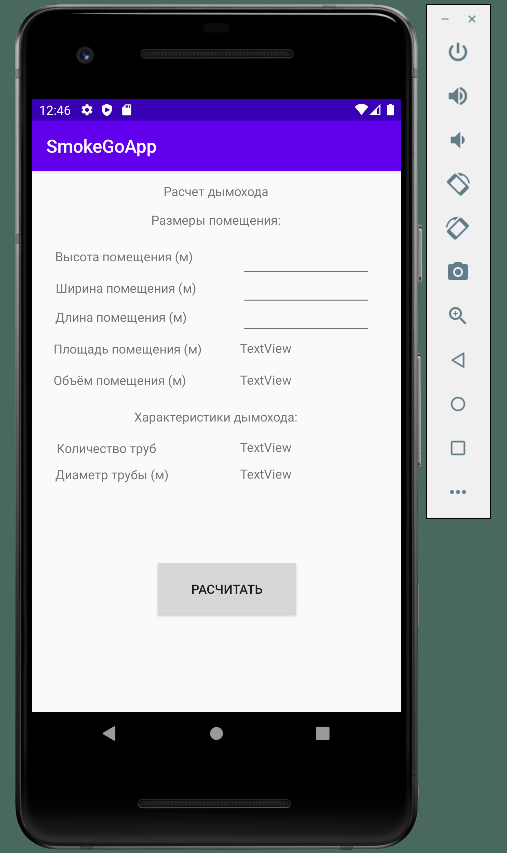 12:46
SmokeGoApp
Расчет дымохода
Размеры помещения:
Высота помещения (м)
Ширина помещения (м)
Длина помещения (м)
Площадь помещения (м) TextView
Объём помещения (м) TextView
Характеристики дымохода:
Количество труб TextView
Диаметр трубы (м) TextView
РАСЧИТАТЬ